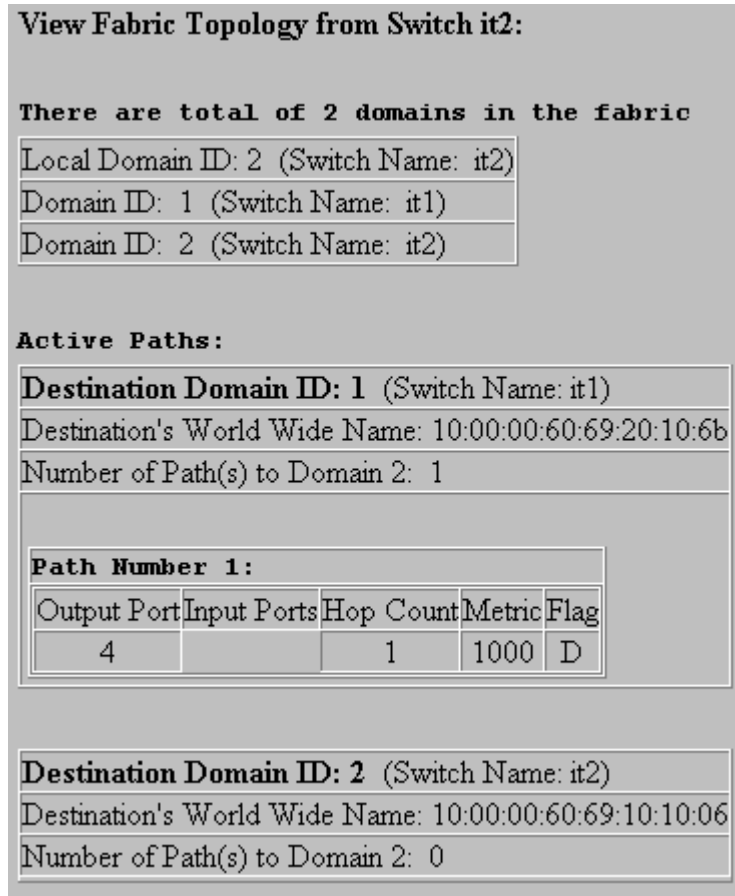 View Fabric Topology from Switch it2:
There are total of 2 domains in the fabric
Local Domain ID: 2 (Switch Name: it2)
Domain ID: 1 (Switch Name: it1)
Domain ID: 2 (Switch Name: it2)
Active Paths:
Destination Domain ID: 1 (Switch Name: it1)
Destination's World Wide Name: 10:00:00:60:69:20:10:6b
Number of Path(s) to Domain 2: 1
Path Number 1:
Output Port Input Ports Hop Count Metric Flag
4 1 1000 D
Destination Domain ID: 2 (Switch Name: it2)
Destination's World Wide Name: 10:00:00:60:69:10:10:06
Number of Path(s) to Domain 2: 0